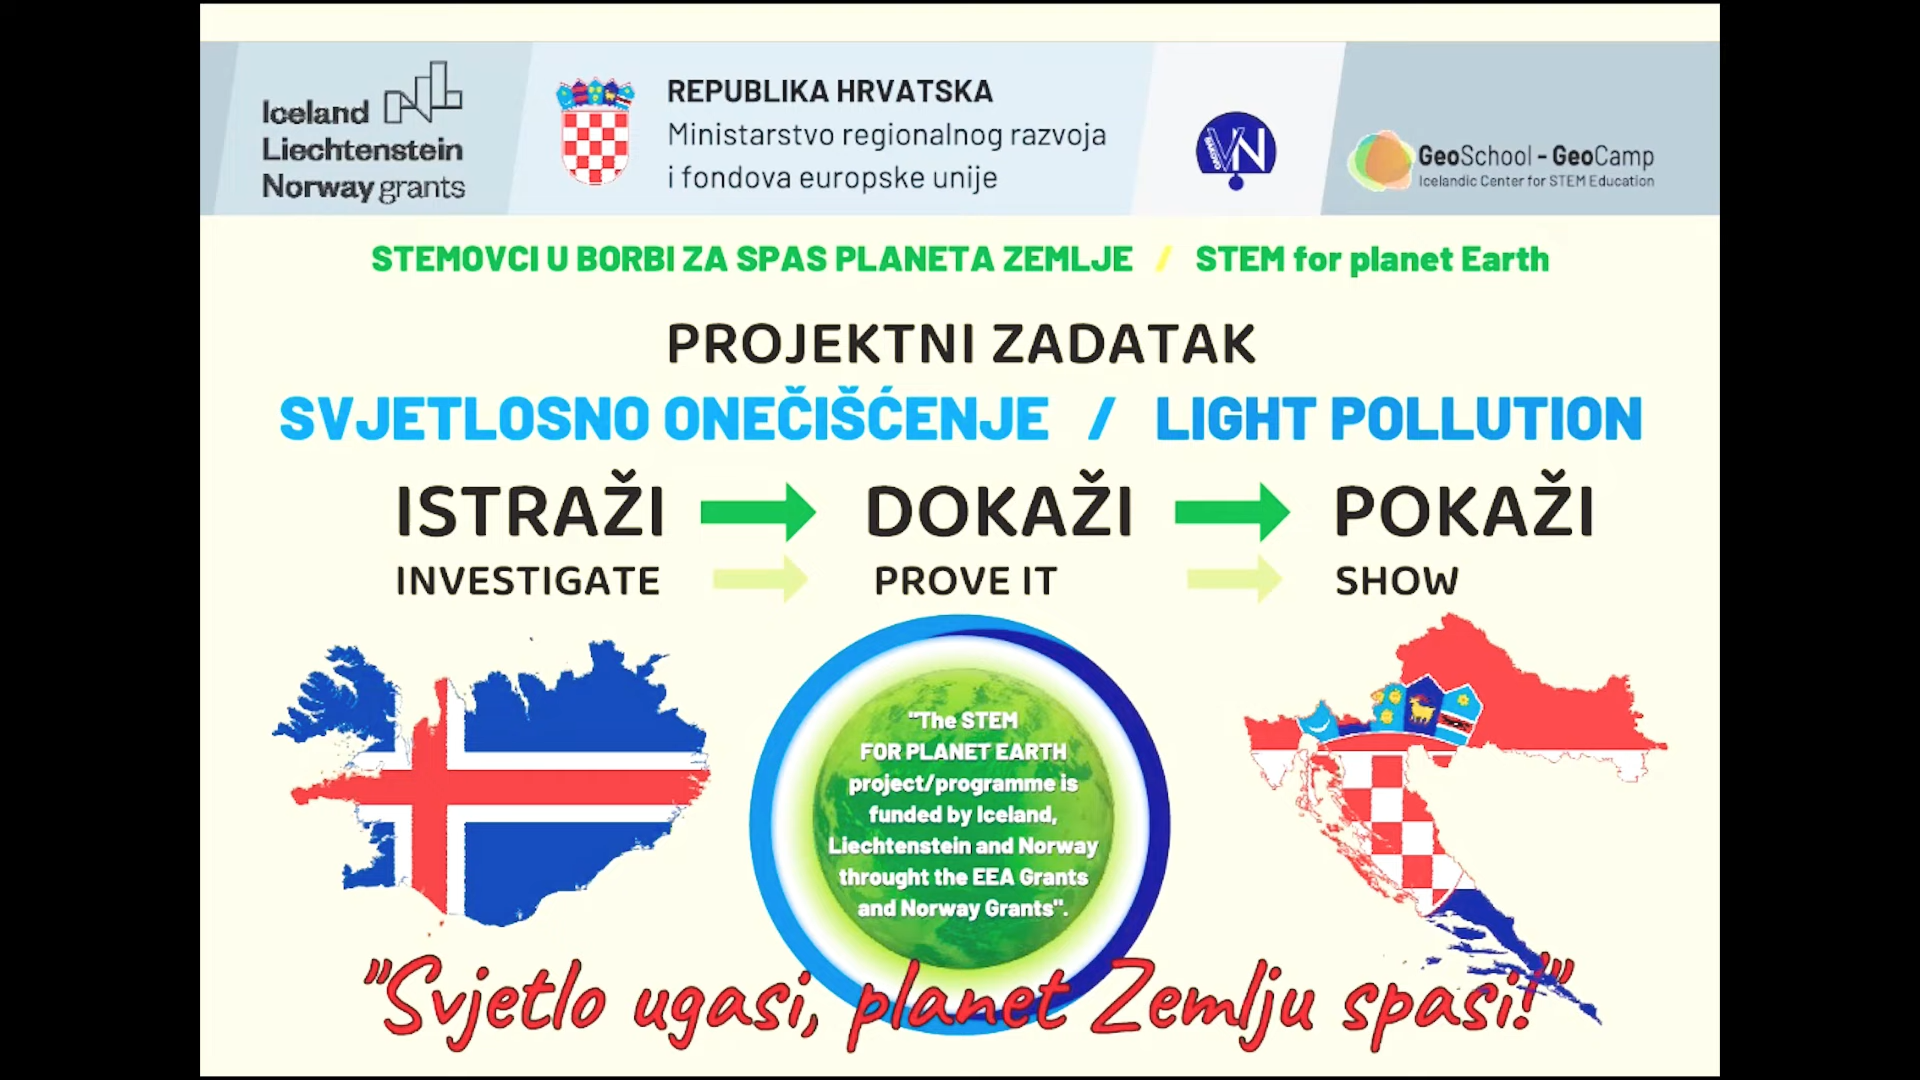 Iceland
Liechtenstein
Norway grants
REPUBLIKA HRVATSKA
Ministarstvo regionalnog razvoja
i fondova europske unije
VN
GeoSchool - GeoCamp
Icelandic Center for STEM Education
STEMOVCI U BORBI ZA SPAS PLANETA ZEMLJE / STEM for planet Earth
PROJEKTNI ZADATAK
SVJETLOSNO ONEČIŠĆENJE / LIGHT POLLUTION
ISTRAŽI DOKAŽI POKAŽI
INVESTIGATE PROVE IT SHOW
"The STEM
FOR PLANET EARTH
project/programme is
funded by Iceland,
Liechtenstein and Norway
throught the EEA Grants
and Norway Grants".
"Svjetlo ugasi, planet Zemlju spasi!"